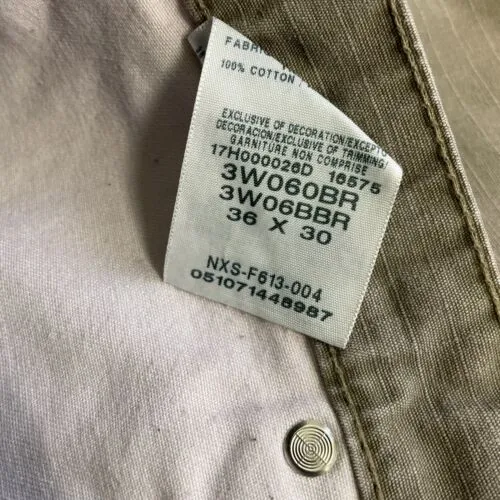 FABRI
100% COTTON
EXCLUSIVE OF DECORATION/EXCEPTO
DECORACION/EXCLUSIVE OF TRIMMING/
GARNITURE NON COMPRISE
17H000026D 16575
3W060BR
3W06BBR
36 X 30
NXS-F613-004
051071448987